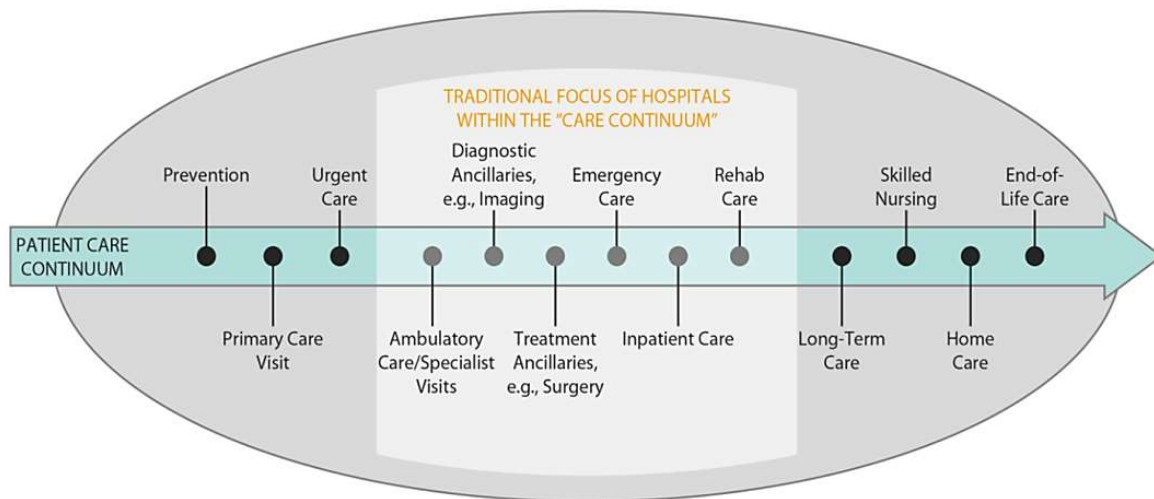 TRADITIONAL FOCUS OF HOSPITALS
WITHIN THE "CARE CONTINUUM"
Prevention
Urgent
Care
Diagnostic
Ancillaries,
e.g., Imaging
Emergency
Care
Rehab
Care
Skilled
Nursing
End-of-
Life Care
PATIENT CARE
CONTINUUM
Primary Care
Visit
Ambulatory
Care/Specialist
Visits
Treatment
Ancillaries,
e.g., Surgery
Inpatient Care
Long-Term
Care
Home
Care